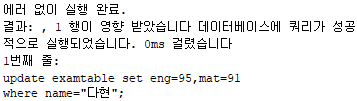 에러 없이 실행 완료.
결과: , 1 행이 영향 받았습니다 데이터베이스에 쿼리가 성공
적으로 실행되었습니다. 0ms 걸렸습니다
1번째 줄:
update examtable set eng=95,mat=91
where name="다현";